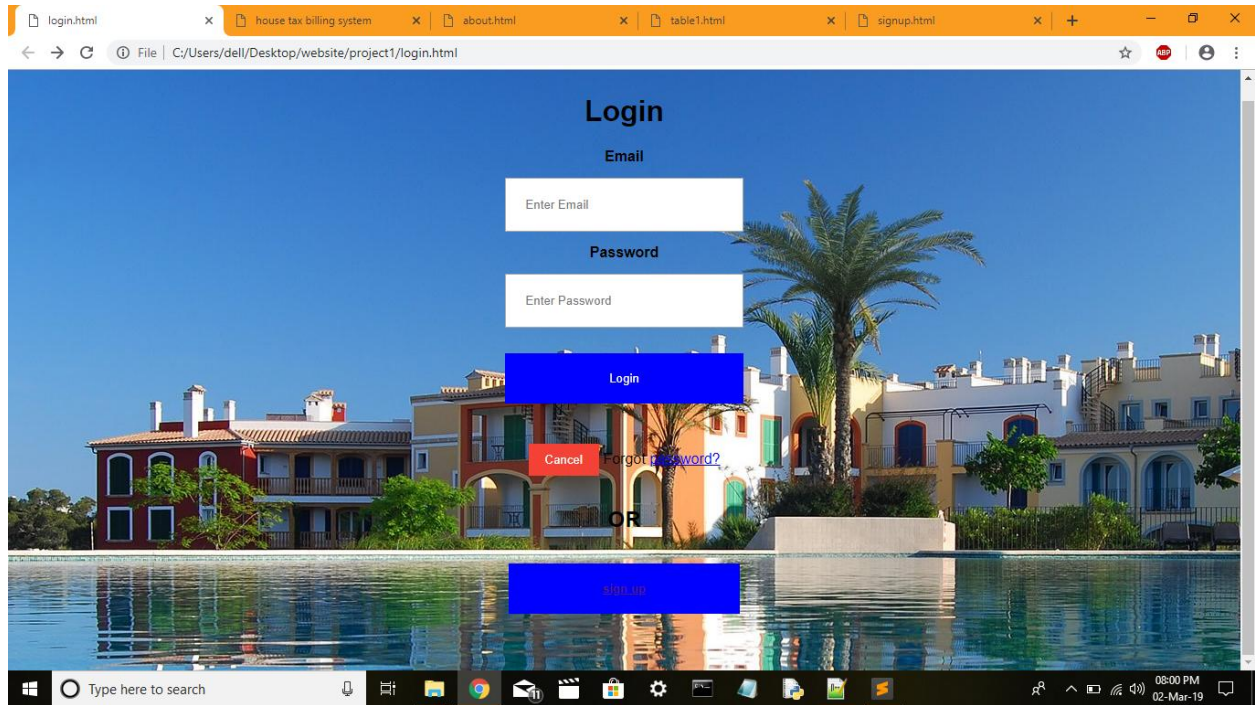 login.html
house tax billing system
about.html
table1.html
signup.html
File | C:/Users/dell/Desktop/website/project1/login.html
ABP
Login
Email
Enter Email
Password
Enter Password
Login
Cancel Forgot password?
OR
sign up
Type here to search
11
08:00 PM
02-Mar-19